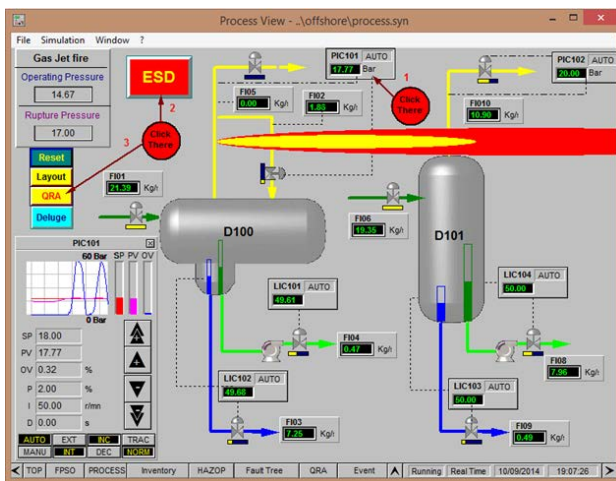 Process View - ..\offshore\process.syn
File Simulation Window ?
Gas Jet fire
Operating Pressure
14.67
Rupture Pressure
17.00
ESD
2
Click
There
3
1
Click
There
Reset
Layout
QRA
Deluge
PIC101 AUTO
17.77 Bar
PIC102 AUTO
20.00 Bar
FI05
0.00 Kg/i
FI02
1.85 Kg/i
FI010
10.90 Kg/i
FI01
21.39 Kg/i
FI06
19.35 Kg/i
D100
D101
LIC101 AUTO
49.61
LIC104 AUTO
50.00
FI04
0.47 Kg/i
FI08
7.96 Kg/i
LIC102 AUTO
49.68
LIC103 AUTO
50.00
FI03
7.25 Kg/i
FI09
0.49 Kg/i
PIC101
60 Bar SP PV OV
0 Bar
SP 18.00
PV 17.77
OV 0.32 %
P 2.00 %
I 50.00 r/mn
D 0.00 s
AUTO EXT INC TRAC
MANU INT DEC NORM
TOP FPSO PROCESS Inventory HAZOP Fault Tree QRA Event Running Real Time 10/09/2014 19:07:26